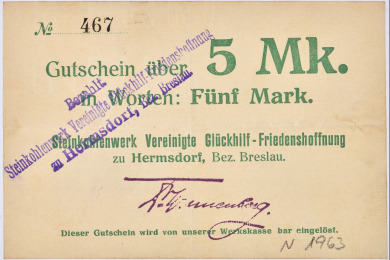 № 467
Gutschein über 5 Mk.
in Worten: Fünf Mark.
Steinkohlenwerk Vereinigte Glückhilf-Friedenshoffnung
zu Hermsdorf, Bez. Breslau.
Dieser Gutschein wird von unserer Werkskasse bar eingelöst.
Bezahlt
Steinkohlenwerk Vereinigte Glückhilf-Friedenshoffnung
zu Hermsdorf, Bez. Breslau.
N 1963